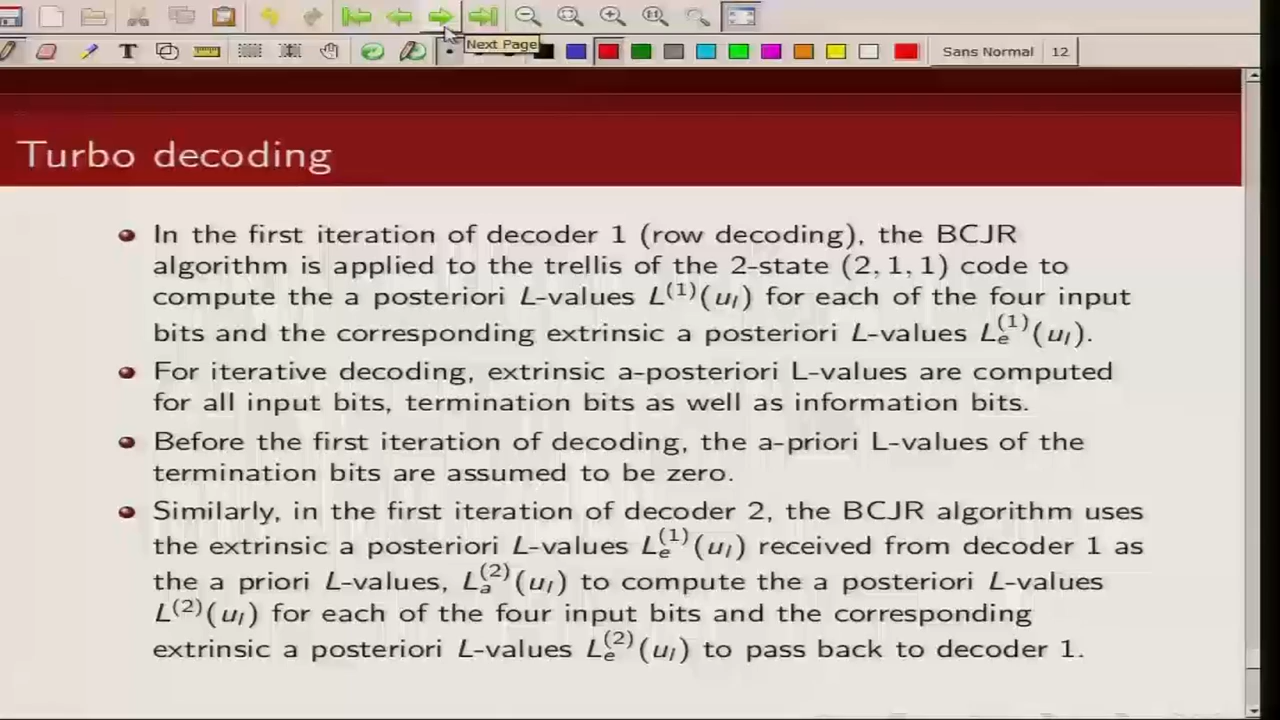 Next Page
Sans Normal 12
Turbo decoding
In the first iteration of decoder 1 (row decoding), the BCJR
algorithm is applied to the trellis of the 2-state (2, 1, 1) code to
compute the a posteriori L-values L^(1)(u_l) for each of the four input
bits and the corresponding extrinsic a posteriori L-values L_e^(1)(u_l).
For iterative decoding, extrinsic a-posteriori L-values are computed
for all input bits, termination bits as well as information bits.
Before the first iteration of decoding, the a-priori L-values of the
termination bits are assumed to be zero.
Similarly, in the first iteration of decoder 2, the BCJR algorithm uses
the extrinsic a posteriori L-values L_e^(1)(u_l) received from decoder 1 as
the a priori L-values, L_a^(2)(u_l) to compute the a posteriori L-values
L^(2)(u_l) for each of the four input bits and the corresponding
extrinsic a posteriori L-values L_e^(2)(u_l) to pass back to decoder 1.